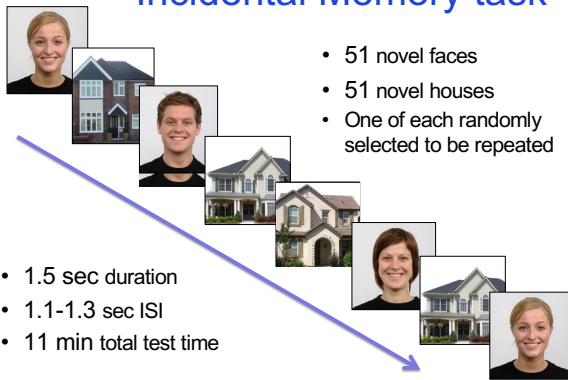 Incidental Memory task
• 51 novel faces
• 51 novel houses
• One of each randomly
selected to be repeated
• 1.5 sec duration
• 1.1-1.3 sec ISI
• 11 min total test time